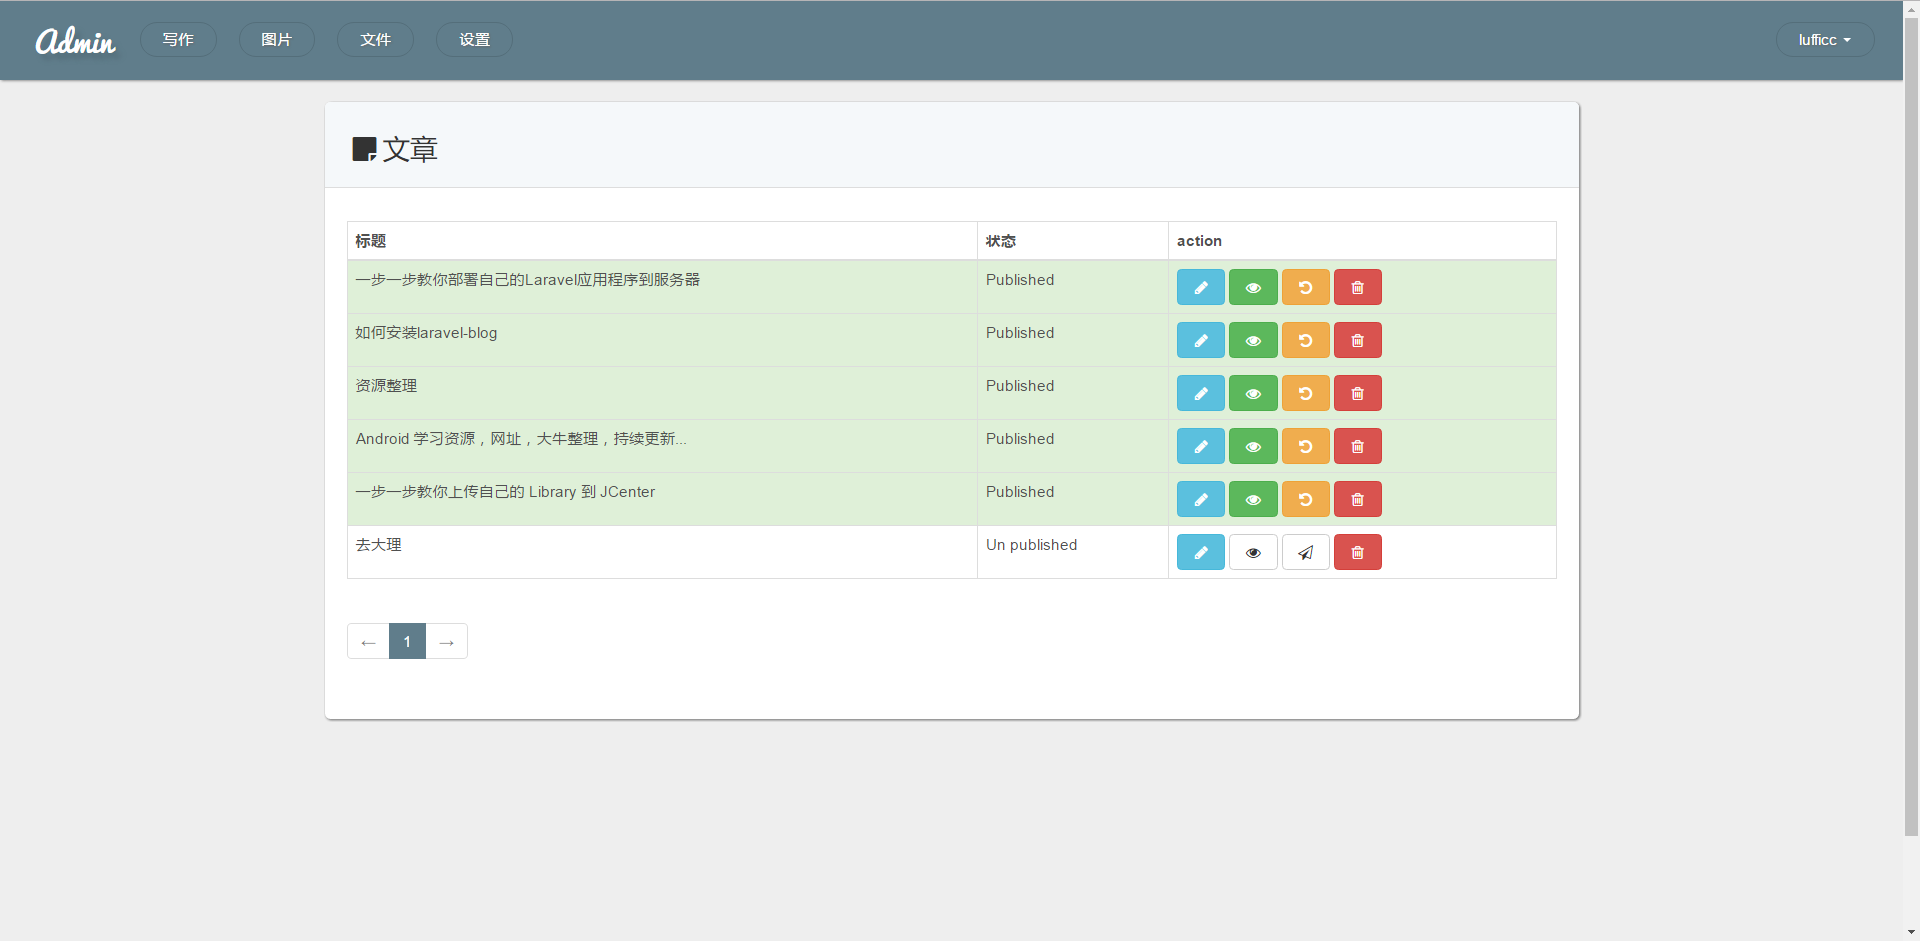 Admin 写作 图片 文件 设置 lufficc
文章
标题 状态 action
一步一步教你部署自己的Laravel应用程序到服务器 Published
如何安装laravel-blog Published
资源整理 Published
Android 学习资源，网址，大牛整理，持续更新... Published
一步一步教你上传自己的 Library 到 JCenter Published
去大理 Un published
← 1 →